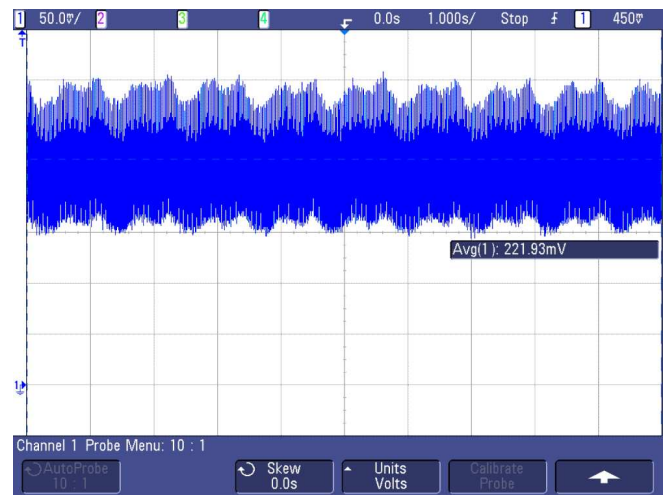 1 50.0V/ 2 3 4 0.0s 1.000s/ Stop 1 450V
T
Avg(1): 221.93mV
1
Channel 1 Probe Menu: 10 : 1
AutoProbe Skew Units Calibrate
10 : 1 0.0s Volts Probe